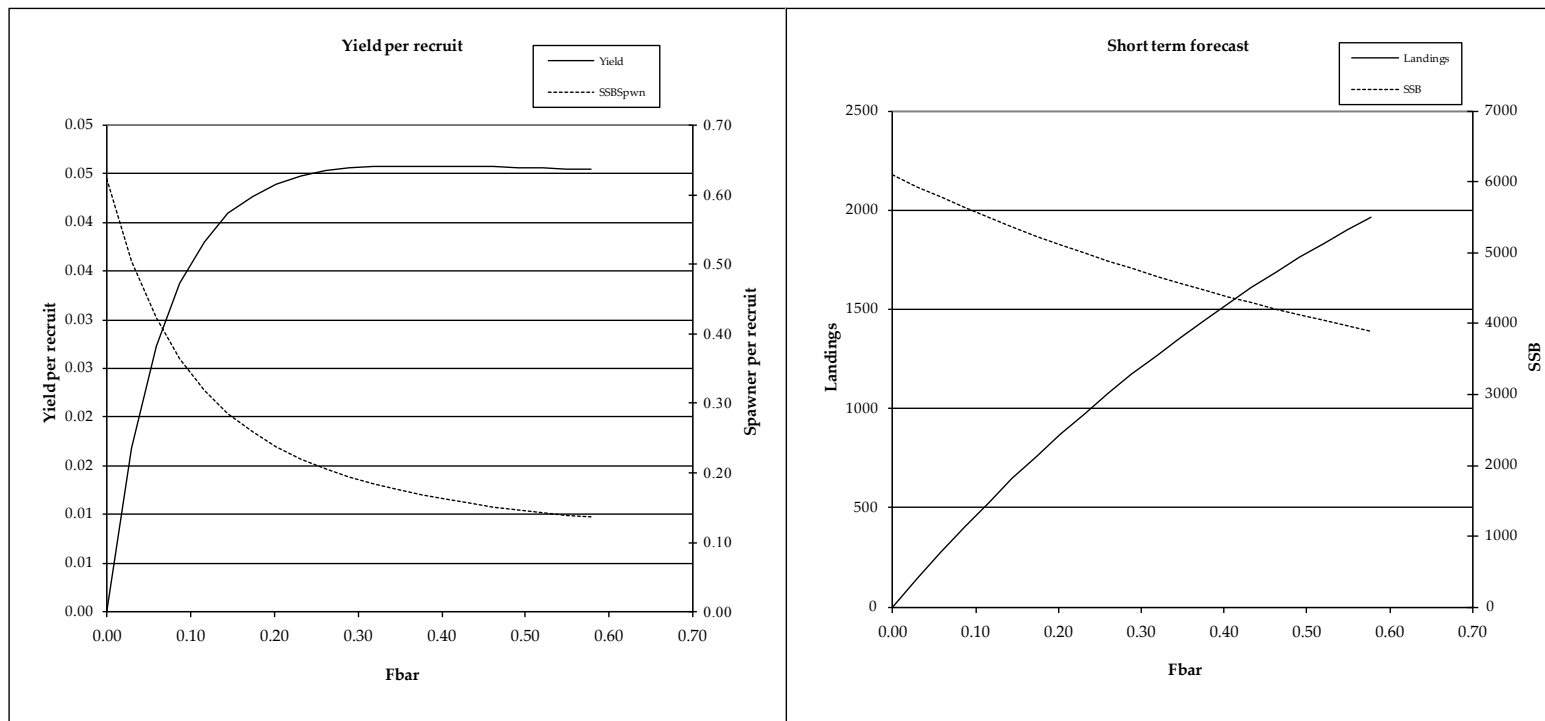 Yield per recruit
Yield
SSBSpwn
0.05
0.05
0.04
0.04
0.03
0.03
0.02
0.02
0.01
0.01
0.00
Yield per recruit
0.70
0.60
0.50
0.40
0.30
0.20
0.10
0.00
Spawner per recruit
0.00 0.10 0.20 0.30 0.40 0.50 0.60 0.70
Fbar
Short term forecast
Landings
SSB
2500
2000
1500
1000
500
0
Landings
7000
6000
5000
4000
3000
2000
1000
0
SSB
0.00 0.10 0.20 0.30 0.40 0.50 0.60 0.70
Fbar